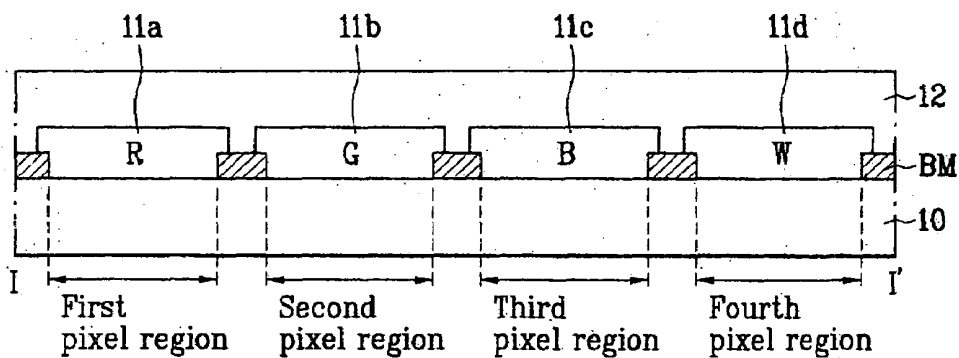 11a 11b 11c 11d
12
R G B W
BM
10
I I'
First Second Third Fourth
pixel region pixel region pixel region pixel region